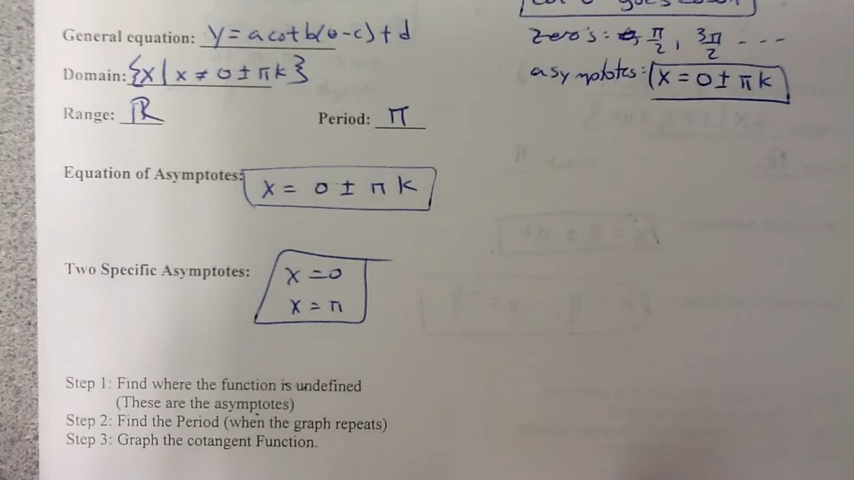 General equation: y = a cot b(θ - c) + d
Domain: {x | x ≠ 0 ± πk}
Range: ℝ
Period: π
Equation of Asymptotes: x = 0 ± πk
Two Specific Asymptotes: x = 0
x = π
Step 1: Find where the function is undefined
(These are the asymptotes)
Step 2: Find the Period (when the graph repeats)
Step 3: Graph the cotangent Function.
zero's: π/2, 3π/2 ...
asymptotes: x = 0 ± πk